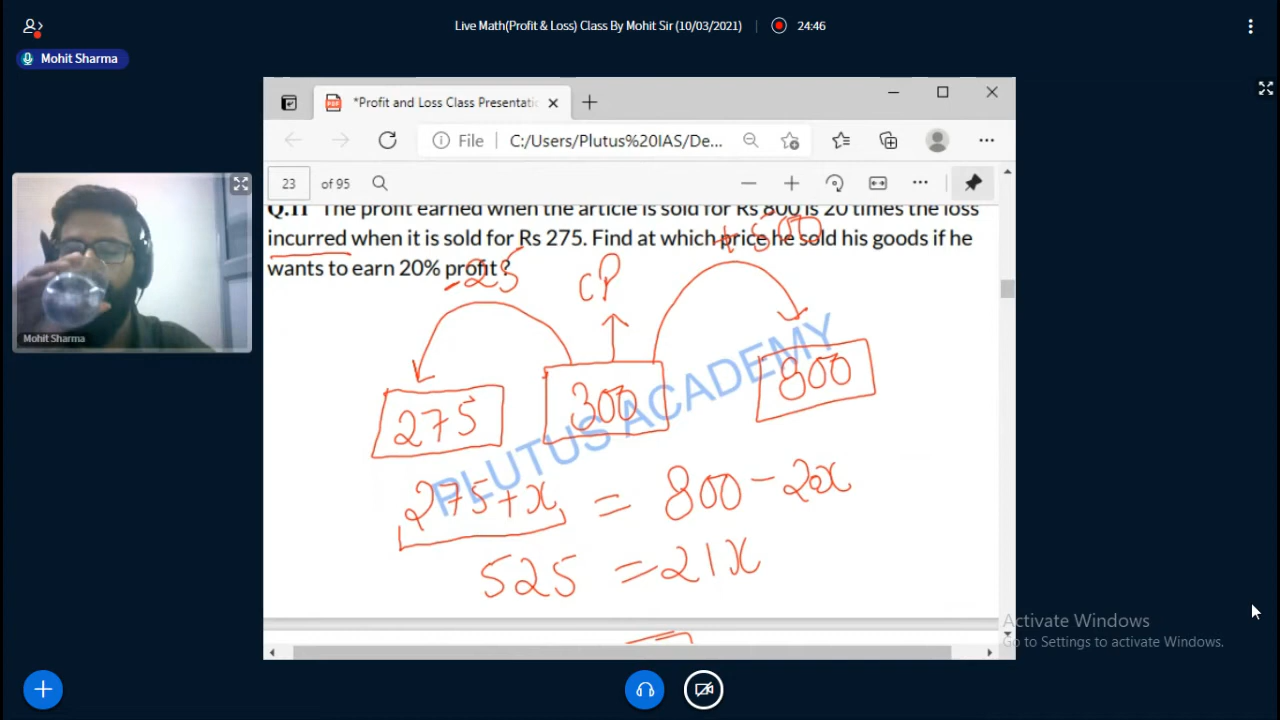 Live Math(Profit & Loss) Class By Mohit Sir (10/03/2021) 24:46
Mohit Sharma
*Profit and Loss Class Presentatio
File C:/Users/Plutus%20IAS/De...
23 of 95
Q.11 The profit earned when the article is sold for Rs 800 is 20 times the loss
incurred when it is sold for Rs 275. Find at which price he sold his goods if he
wants to earn 20% profit ?
+500
-25
CP
275 300 800
PLUTUS ACADEMY
275 + x = 800 - 20x
525 = 21x
Mohit Sharma
Activate Windows
Go to Settings to activate Windows.